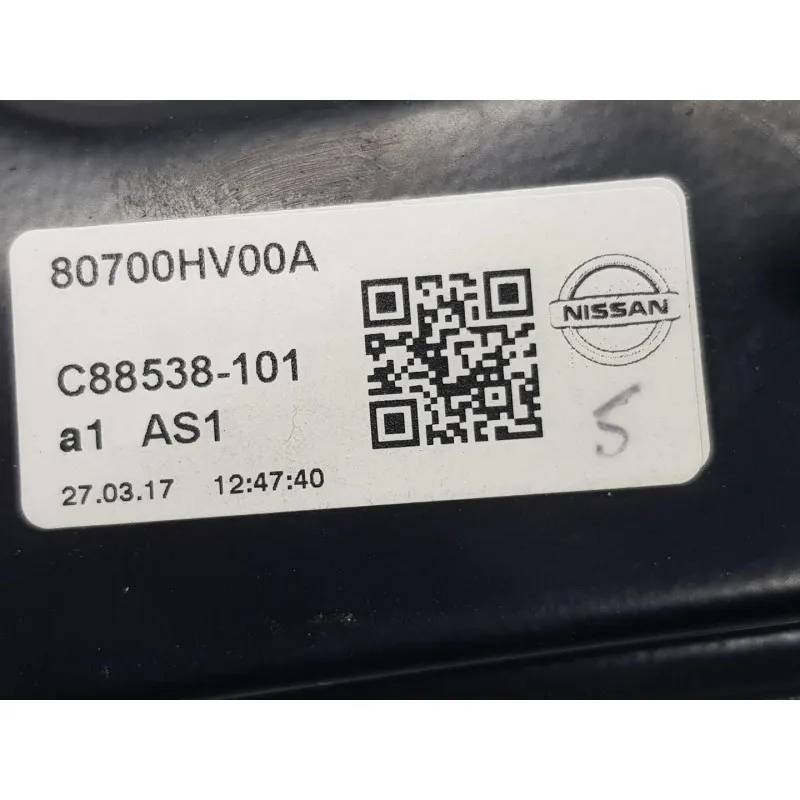 80700HV00A
NISSAN
C88538-101
a1 AS1
5
27.03.17 12:47:40